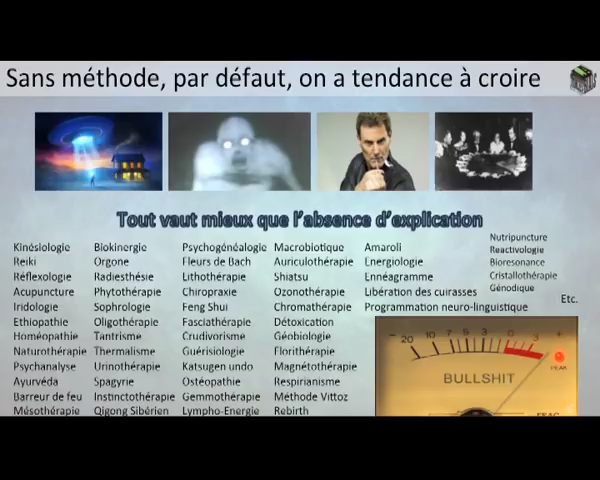 Sans méthode, par défaut, on a tendance à croire
Tout vaut mieux que l'absence d'explication
Kinésiologie
Reiki
Réflexologie
Acupuncture
Iridologie
Ethiopathie
Homéopathie
Naturothérapie
Psychanalyse
Ayurvéda
Barreur de feu
Mésothérapie
Biokinergie
Orgone
Radiesthésie
Phytothérapie
Sophrologie
Oligothérapie
Tantrisme
Thermalisme
Urinothérapie
Spagyrie
Instinctothérapie
Qigong Sibérien
Psychogénéalogie
Fleurs de Bach
Lithothérapie
Chiropraxie
Feng Shui
Fasciathérapie
Crudivorisme
Guérisologie
Katsugen undo
Ostéopathie
Gemmothérapie
Lympho-Energie
Macrobiotique
Auriculothérapie
Shiatsu
Ozonothérapie
Chromathérapie
Détoxication
Géobiologie
Florithérapie
Magnétothérapie
Respirianisme
Méthode Vittoz
Rebirth
Amaroli
Energiologie
Ennéagramme
Libération des cuirasses
Programmation neuro-linguistique
Nutripuncture
Reactivologie
Bioresonance
Cristallothérapie
Génodique
Etc.
- 20 10 7 5 3 0 3 +
PEAK
BULLSHIT
PEAK